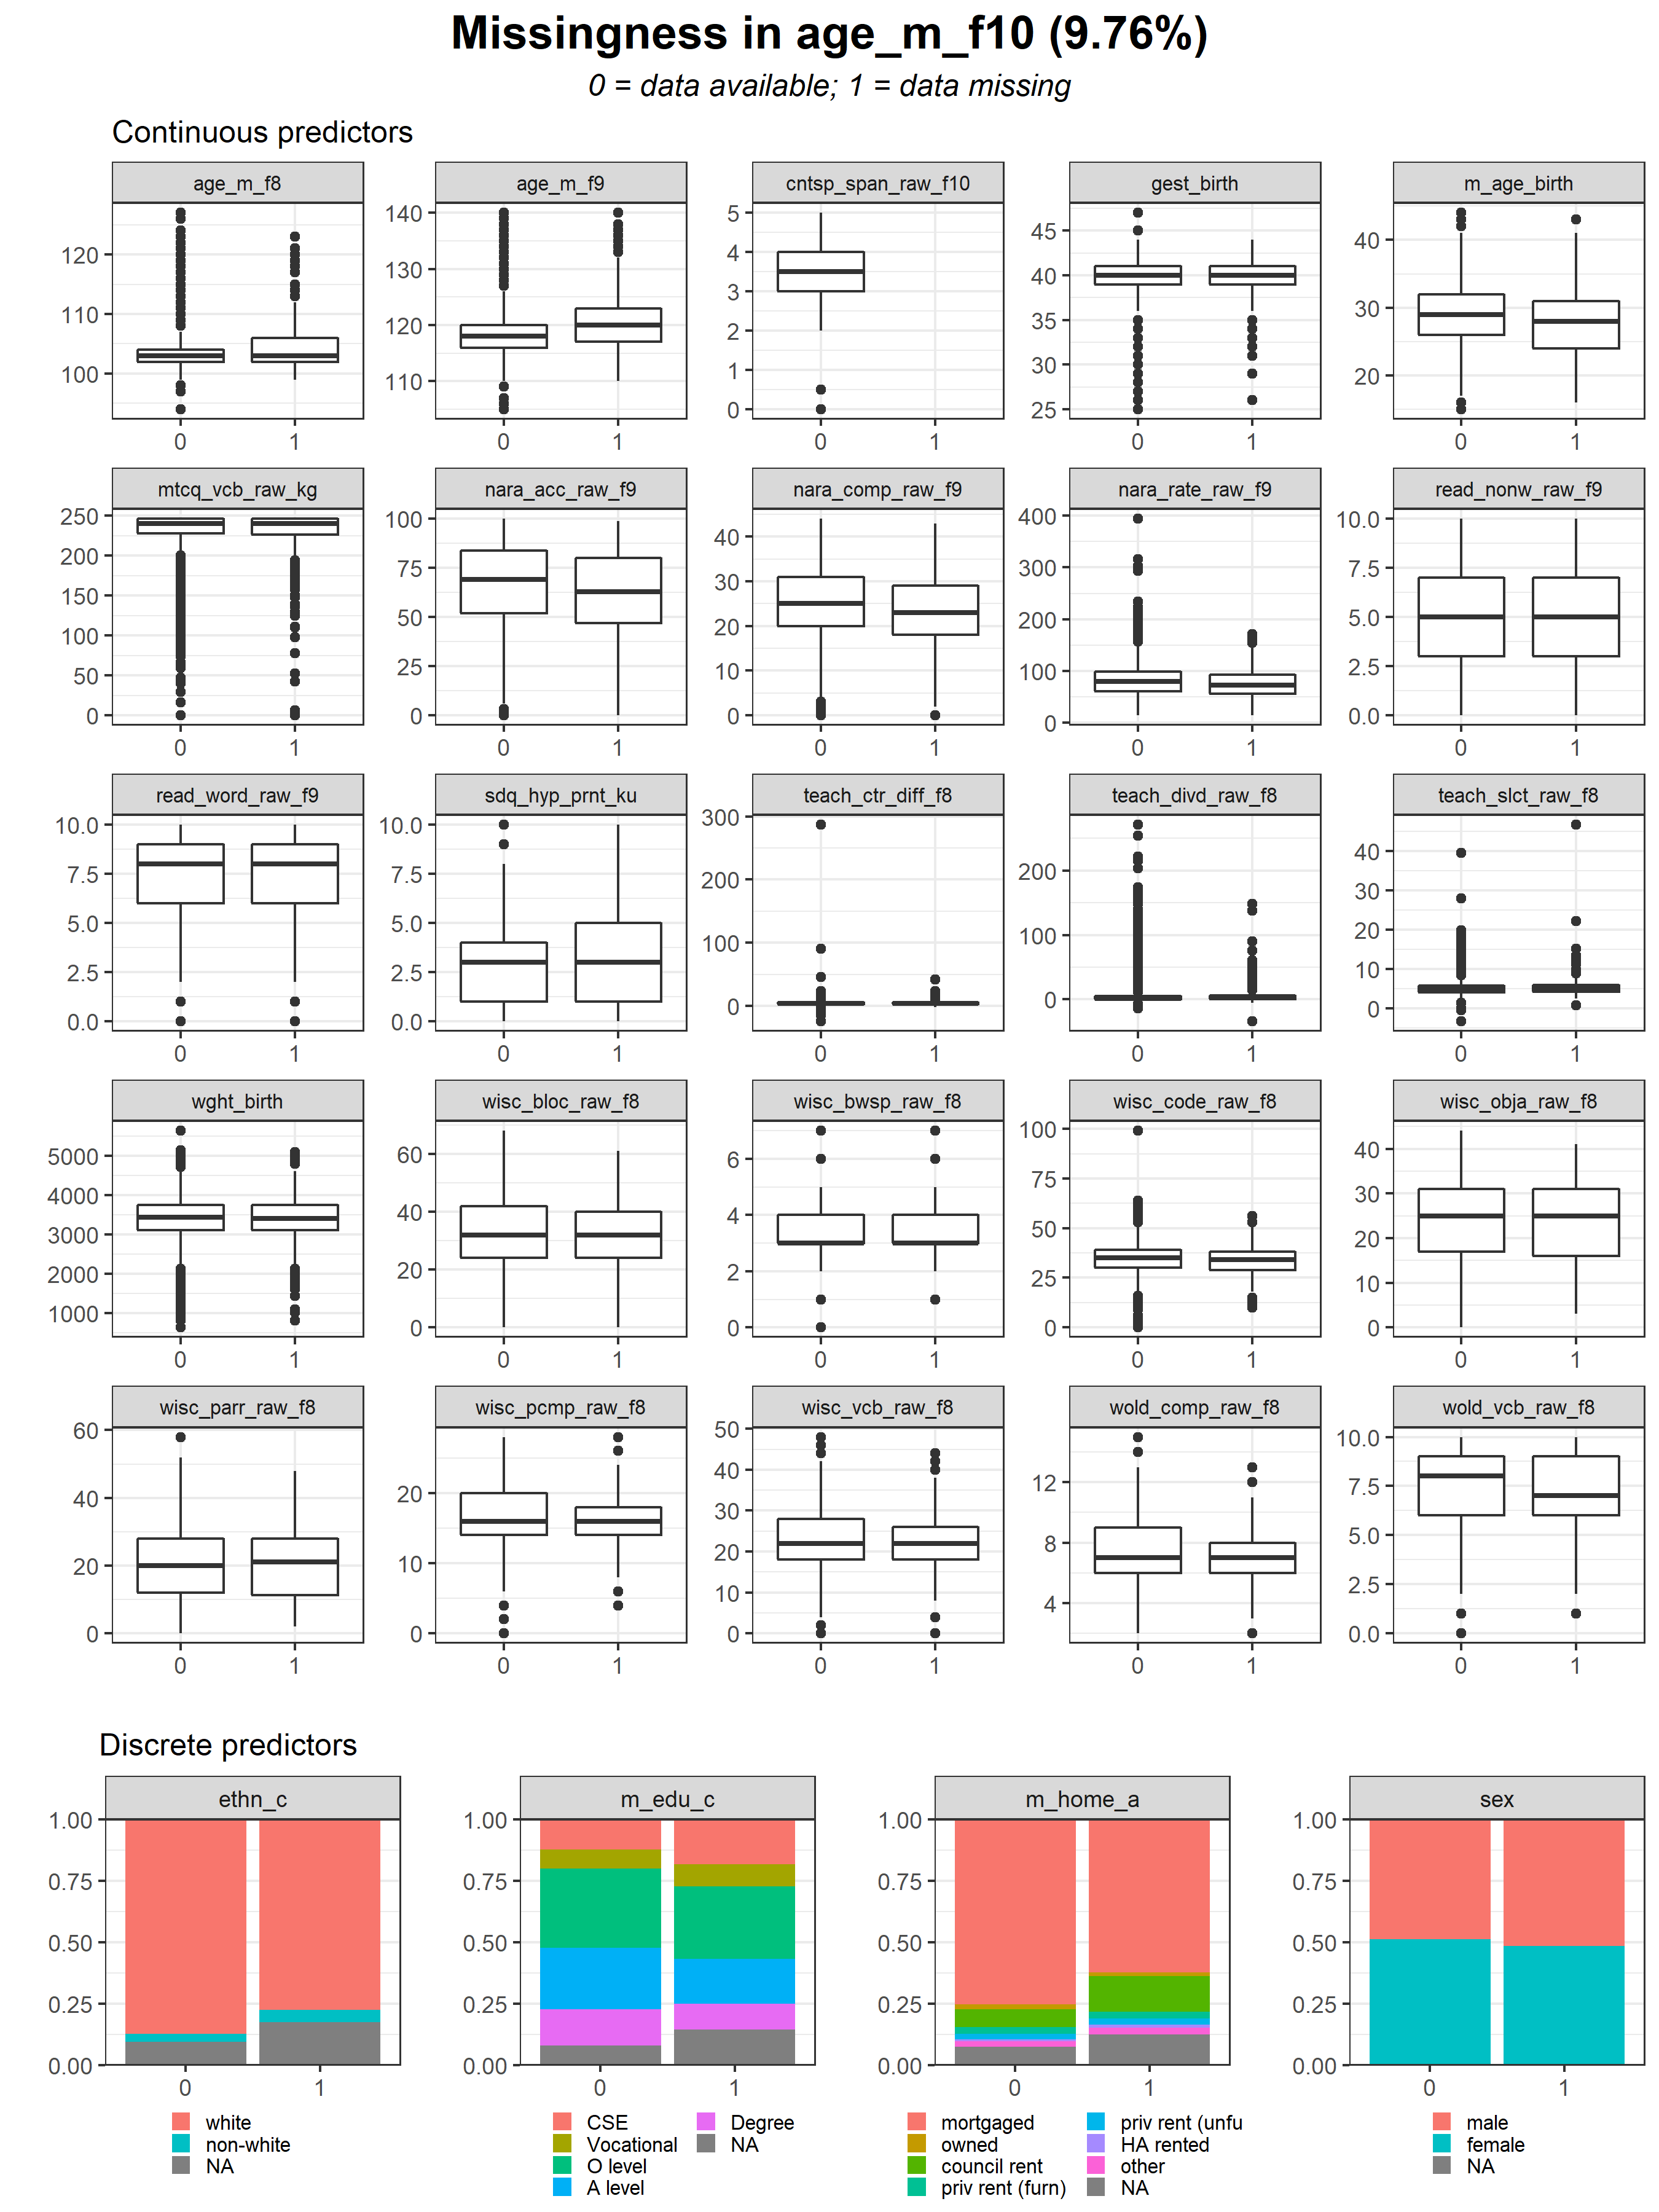 Missingness in age_m_f10 (9.76%)
0 = data available; 1 = data missing
Continuous predictors
age_m_f8 age_m_f9 cntsp_span_raw_f10 gest_birth m_age_birth
120 110 100
140 130 120 110
5 4 3 2 1 0
45 40 35 30 25
40 30 20
0 1 0 1 0 1 0 1 0 1
mtcq_vcb_raw_kg nara_acc_raw_f9 nara_comp_raw_f9 nara_rate_raw_f9 read_nonw_raw_f9
250 200 150 100 50 0
100 75 50 25 0
40 30 20 10 0
400 300 200 100 0
10.0 7.5 5.0 2.5 0.0
0 1 0 1 0 1 0 1 0 1
read_word_raw_f9 sdq_hyp_prnt_ku teach_ctr_diff_f8 teach_divd_raw_f8 teach_slct_raw_f8
10.0 7.5 5.0 2.5 0.0
10.0 7.5 5.0 2.5 0.0
300 200 100 0
200 100 0
40 30 20 10 0
0 1 0 1 0 1 0 1 0 1
wght_birth wisc_bloc_raw_f8 wisc_bwsp_raw_f8 wisc_code_raw_f8 wisc_obja_raw_f8
5000 4000 3000 2000 1000
60 40 20 0
6 4 2 0
100 75 50 25 0
40 30 20 10 0
0 1 0 1 0 1 0 1 0 1
wisc_parr_raw_f8 wisc_pcmp_raw_f8 wisc_vcb_raw_f8 wold_comp_raw_f8 wold_vcb_raw_f8
60 40 20 0
20 10 0
50 40 30 20 10 0
12 8 4
10.0 7.5 5.0 2.5 0.0
0 1 0 1 0 1 0 1 0 1
Discrete predictors
ethn_c m_edu_c m_home_a sex
1.00 0.75 0.50 0.25 0.00
1.00 0.75 0.50 0.25 0.00
1.00 0.75 0.50 0.25 0.00
1.00 0.75 0.50 0.25 0.00
0 1 0 1 0 1 0 1
white CSE Degree mortgaged priv rent (unfu male
non-white Vocational NA owned HA rented female
NA O level council rent other NA
A level priv rent (furn) NA